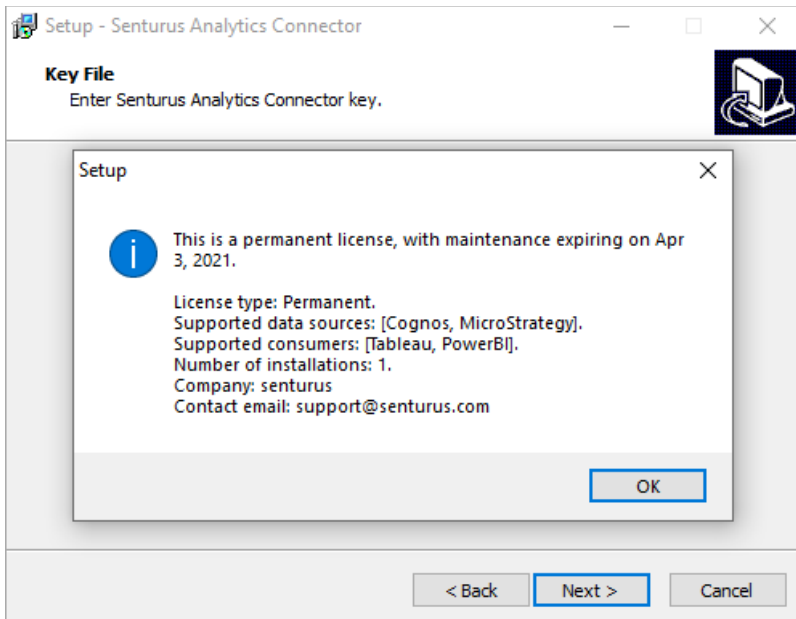 Setup - Senturus Analytics Connector
Key File
Enter Senturus Analytics Connector key.
Setup
This is a permanent license, with maintenance expiring on Apr
3, 2021.
License type: Permanent.
Supported data sources: [Cognos, MicroStrategy].
Supported consumers: [Tableau, PowerBI].
Number of installations: 1.
Company: senturus
Contact email: support@senturus.com
OK
< Back
Next >
Cancel